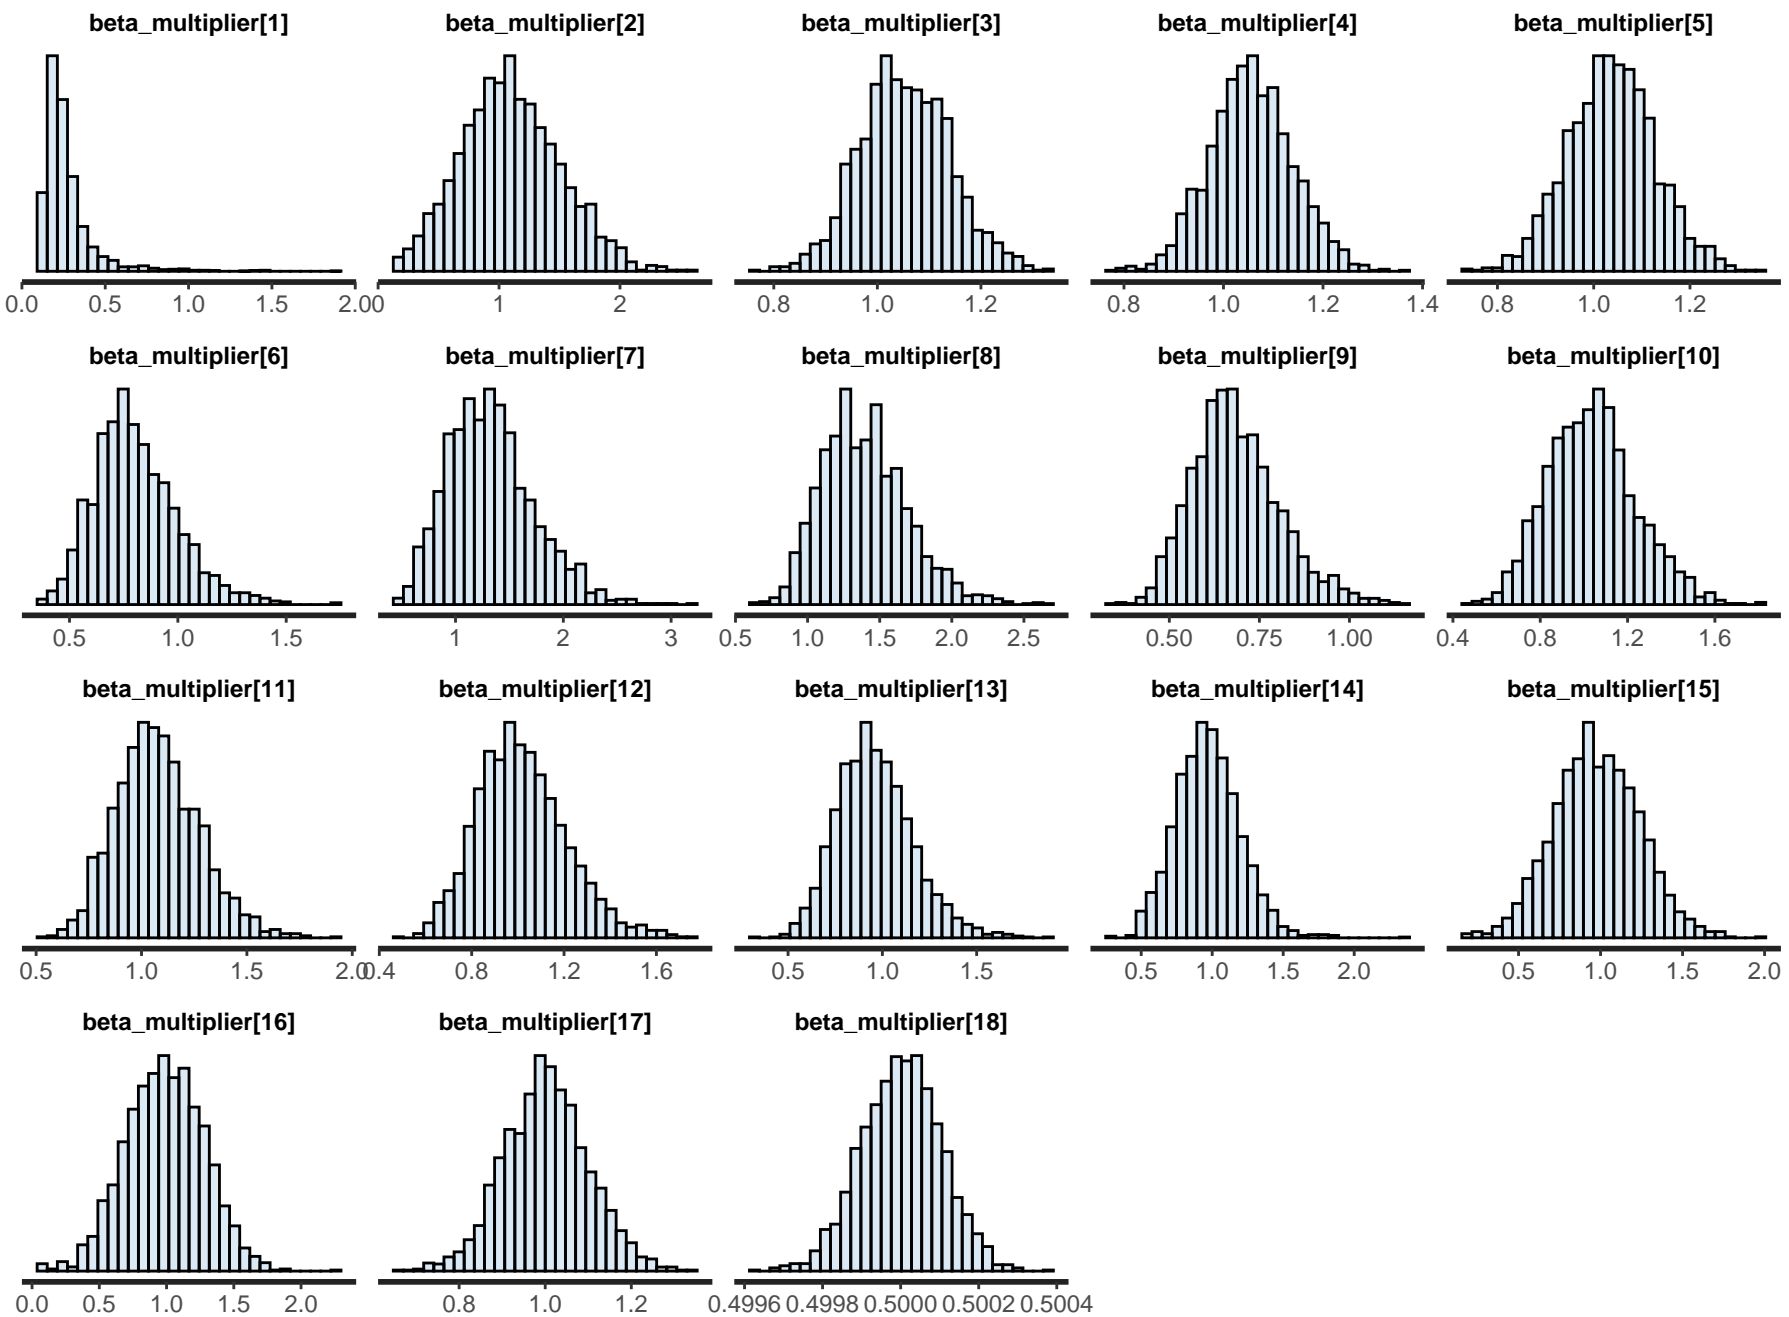 beta_multiplier[1] beta_multiplier[2] beta_multiplier[3] beta_multiplier[4] beta_multiplier[5]
0.0 0.5 1.0 1.5 2.0 0 1 2 0.8 1.0 1.2 0.8 1.0 1.2 1.4 0.8 1.0 1.2
beta_multiplier[6] beta_multiplier[7] beta_multiplier[8] beta_multiplier[9] beta_multiplier[10]
0.5 1.0 1.5 1 2 3 0.5 1.0 1.5 2.0 2.5 0.50 0.75 1.00 0.4 0.8 1.2 1.6
beta_multiplier[11] beta_multiplier[12] beta_multiplier[13] beta_multiplier[14] beta_multiplier[15]
0.5 1.0 1.5 2.0 0.4 0.8 1.2 1.6 0.5 1.0 1.5 0.5 1.0 1.5 2.0 0.5 1.0 1.5 2.0
beta_multiplier[16] beta_multiplier[17] beta_multiplier[18]
0.0 0.5 1.0 1.5 2.0 0.8 1.0 1.2 0.4996 0.4998 0.5000 0.5002 0.5004